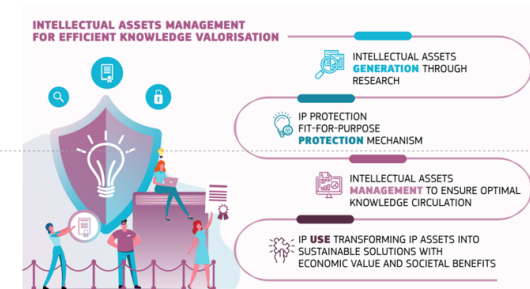 INTELLECTUAL ASSETS MANAGEMENT
FOR EFFICIENT KNOWLEDGE VALORISATION
INTELLECTUAL ASSETS
GENERATION THROUGH
RESEARCH
IP PROTECTION
FIT-FOR-PURPOSE
PROTECTION MECHANISM
INTELLECTUAL ASSETS
MANAGEMENT TO ENSURE OPTIMAL
KNOWLEDGE CIRCULATION
IP USE TRANSFORMING IP ASSETS INTO
SUSTAINABLE SOLUTIONS WITH
ECONOMIC VALUE AND SOCIETAL BENEFITS